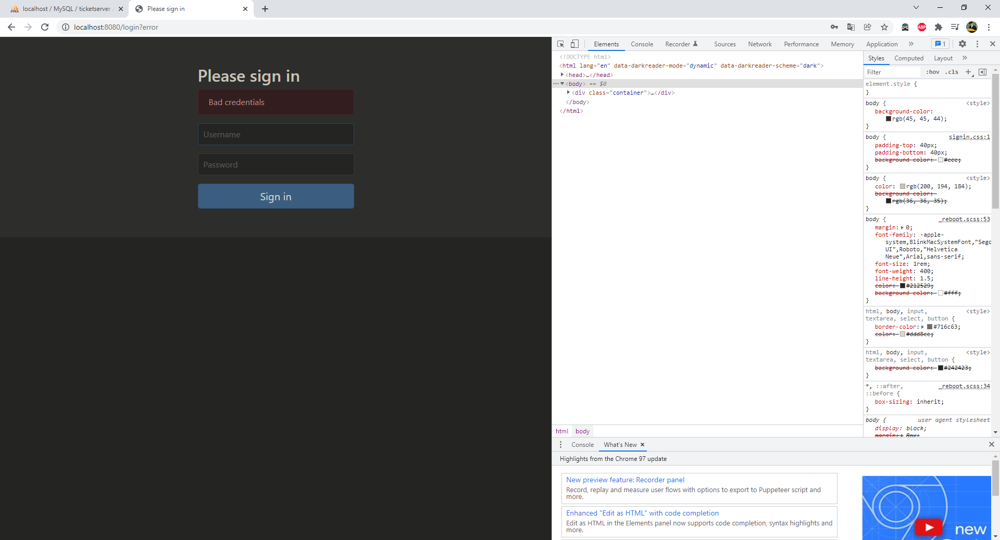 localhost / MySQL / ticketserver /
Please sign in
localhost:8080/login?error
ABP
Please sign in
Bad credentials
Username
Password
Sign in
Elements Console Recorder Sources Network Performance Memory Application » 1
<!DOCTYPE html>
<html lang="en" data-darkreader-mode="dynamic" data-darkreader-scheme="dark">
<head>…</head>
<body> == $0
<div class="container">…</div>
</body>
</html>
html body
Styles Computed Layout »
Filter :hov .cls +
element.style {
}
body { <style>
background-color:
rgb(45, 45, 44);
}
body { signin.css:1
padding-top: 40px;
padding-bottom: 40px;
background-color: #eee;
}
body { <style>
color: rgb(200, 194, 184);
background-color:
rgb(36, 36, 35);
}
body { _reboot.scss:53
margin: 0;
font-family: -apple-
system,BlinkMacSystemFont,"Sego
UI",Roboto,"Helvetica
Neue",Arial,sans-serif;
font-size: 1rem;
font-weight: 400;
line-height: 1.5;
color: #212529;
background-color: #fff;
}
html, body, input, <style>
textarea, select, button {
border-color: #716c63;
color: #ddd8ce;
}
html, body, input, <style>
textarea, select, button {
background-color: #242423;
}
*, ::after, _reboot.scss:34
::before {
box-sizing: inherit;
}
body { user agent stylesheet
display: block;
margin: 8px;
Console What's New
Highlights from the Chrome 97 update
New preview feature: Recorder panel
Record, replay and measure user flows with options to export to Puppeteer script and
more.
Enhanced "Edit as HTML" with code completion
Edit as HTML in the Elements panel now supports code completion, syntax highlights and
more.
new